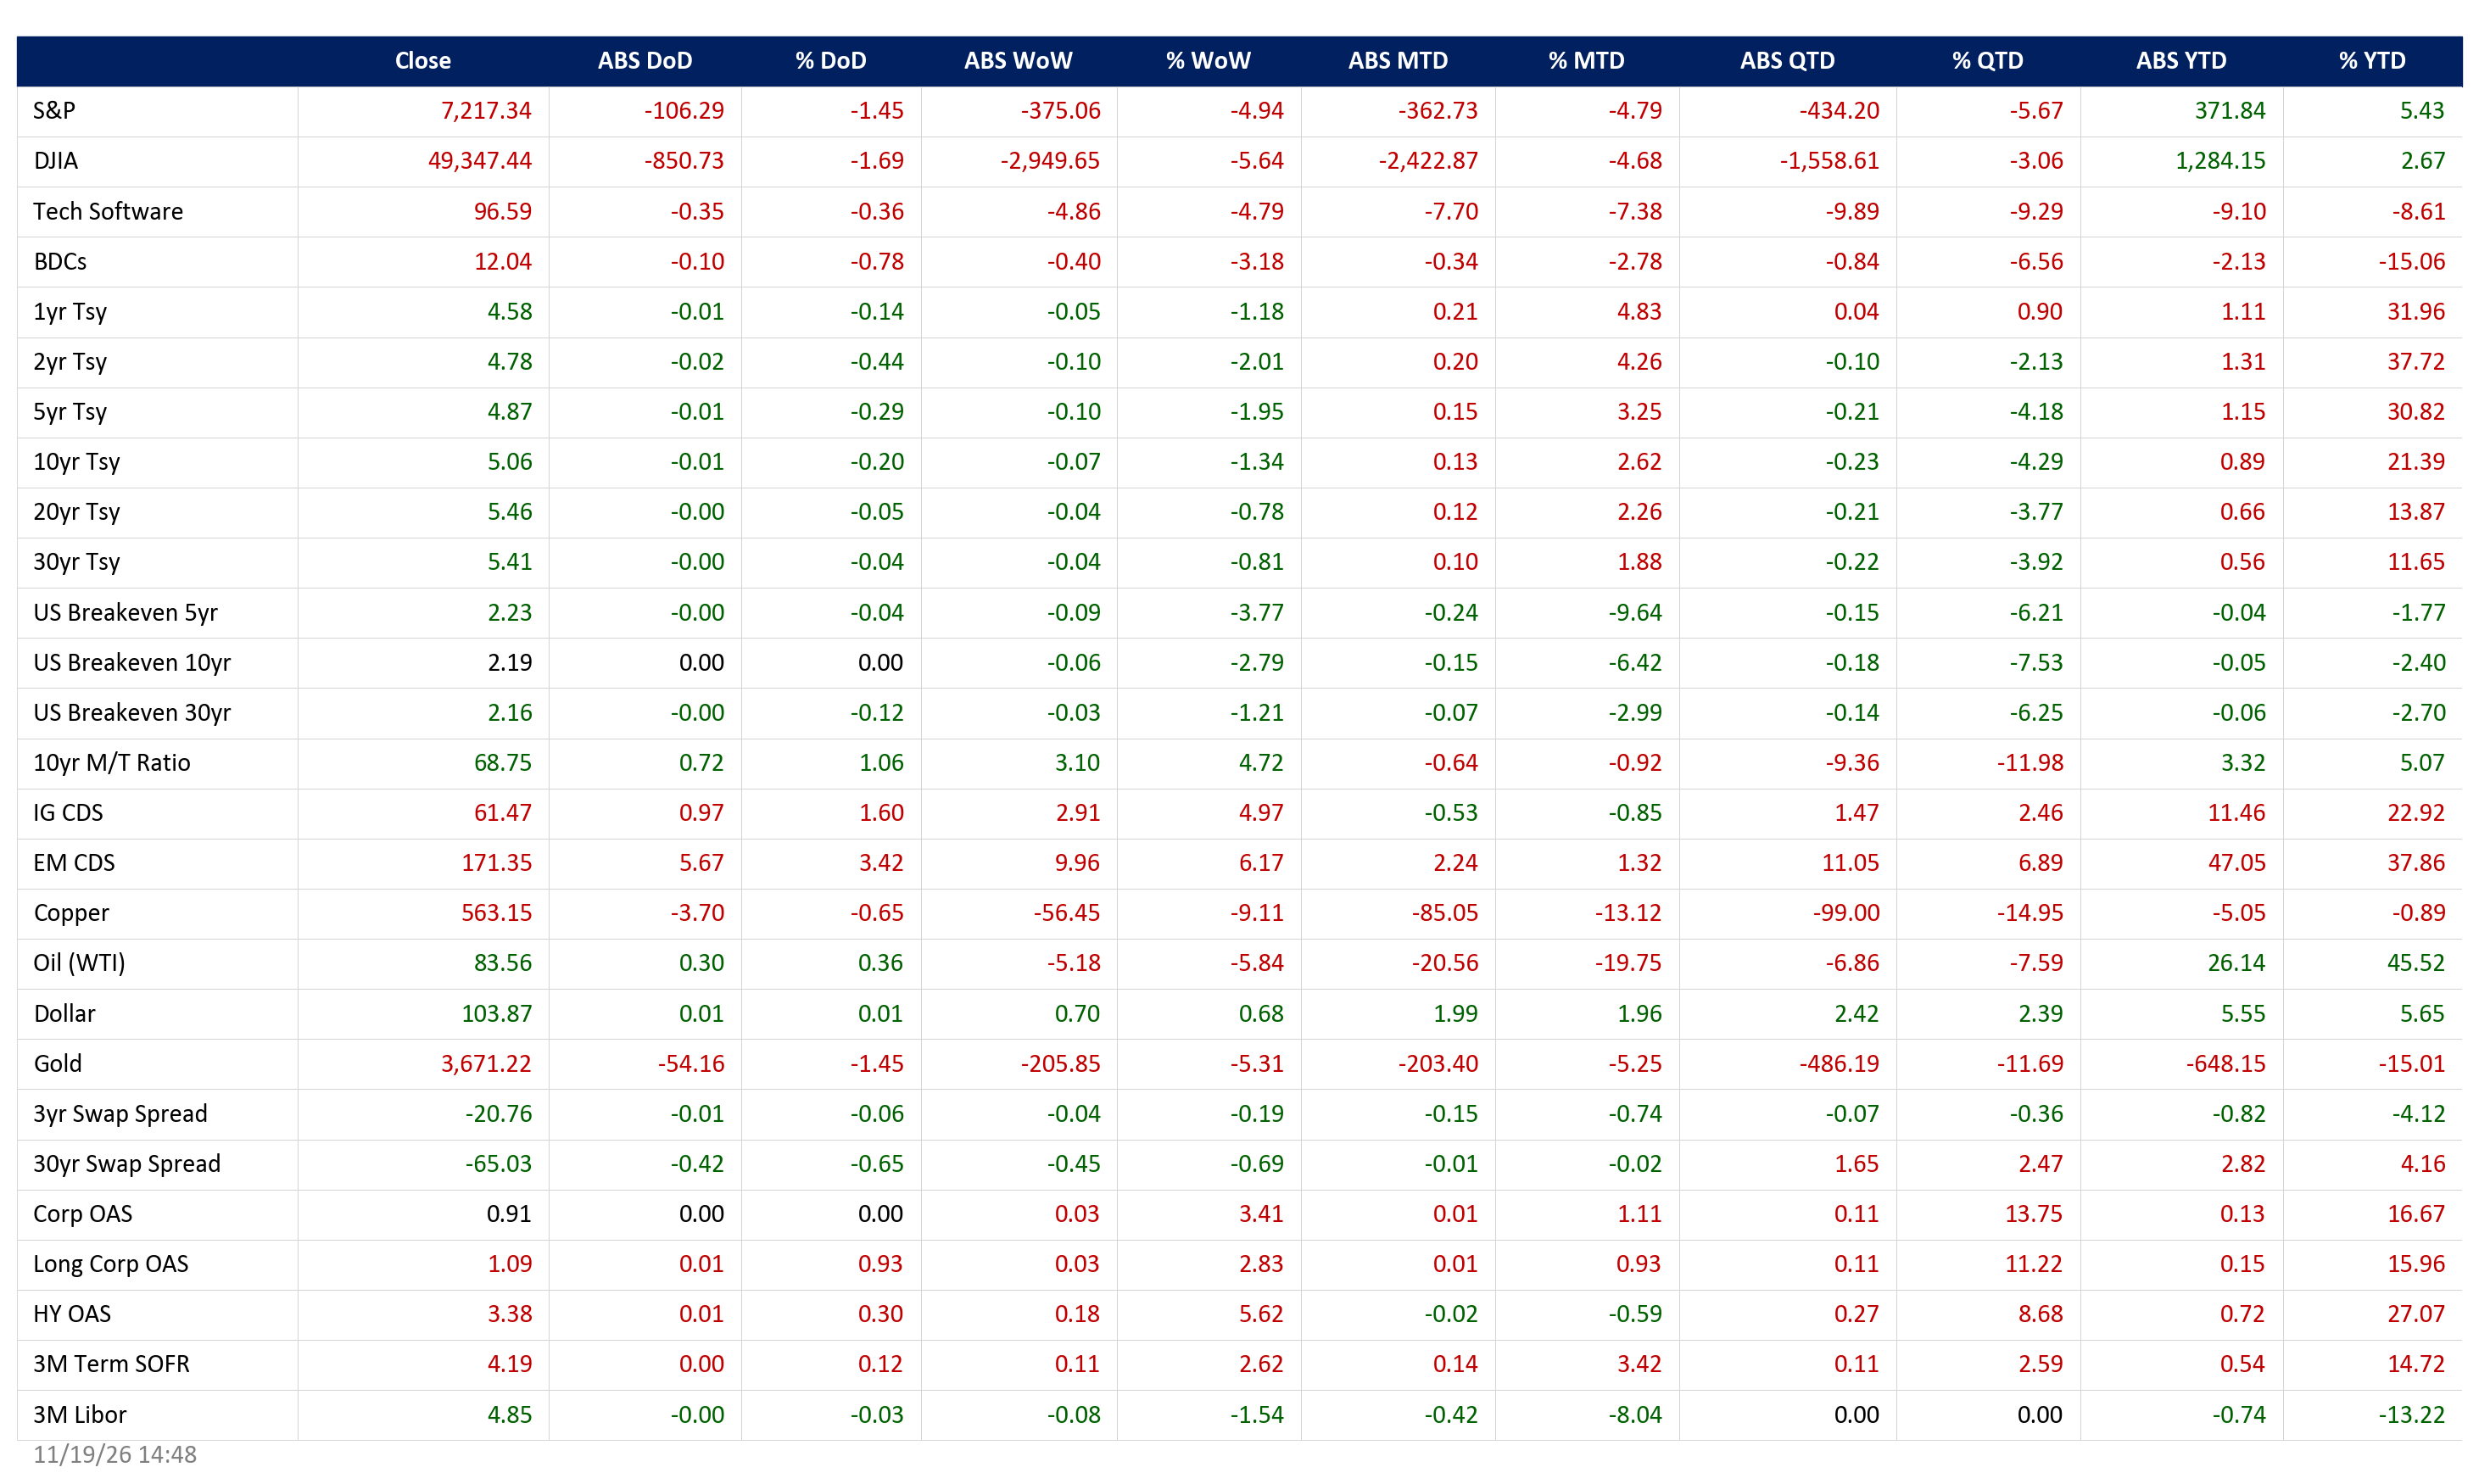 Close ABS DoD % DoD ABS WoW % WoW ABS MTD % MTD ABS QTD % QTD ABS YTD % YTD
S&P 7,217.34 -106.29 -1.45 -375.06 -4.94 -362.73 -4.79 -434.20 -5.67 371.84 5.43
DJIA 49,347.44 -850.73 -1.69 -2,949.65 -5.64 -2,422.87 -4.68 -1,558.61 -3.06 1,284.15 2.67
Tech Software 96.59 -0.35 -0.36 -4.86 -4.79 -7.70 -7.38 -9.89 -9.29 -9.10 -8.61
BDCs 12.04 -0.10 -0.78 -0.40 -3.18 -0.34 -2.78 -0.84 -6.56 -2.13 -15.06
1yr Tsy 4.58 -0.01 -0.14 -0.05 -1.18 0.21 4.83 0.04 0.90 1.11 31.96
2yr Tsy 4.78 -0.02 -0.44 -0.10 -2.01 0.20 4.26 -0.10 -2.13 1.31 37.72
5yr Tsy 4.87 -0.01 -0.29 -0.10 -1.95 0.15 3.25 -0.21 -4.18 1.15 30.82
10yr Tsy 5.06 -0.01 -0.20 -0.07 -1.34 0.13 2.62 -0.23 -4.29 0.89 21.39
20yr Tsy 5.46 -0.00 -0.05 -0.04 -0.78 0.12 2.26 -0.21 -3.77 0.66 13.87
30yr Tsy 5.41 -0.00 -0.04 -0.04 -0.81 0.10 1.88 -0.22 -3.92 0.56 11.65
US Breakeven 5yr 2.23 -0.00 -0.04 -0.09 -3.77 -0.24 -9.64 -0.15 -6.21 -0.04 -1.77
US Breakeven 10yr 2.19 0.00 0.00 -0.06 -2.79 -0.15 -6.42 -0.18 -7.53 -0.05 -2.40
US Breakeven 30yr 2.16 -0.00 -0.12 -0.03 -1.21 -0.07 -2.99 -0.14 -6.25 -0.06 -2.70
10yr M/T Ratio 68.75 0.72 1.06 3.10 4.72 -0.64 -0.92 -9.36 -11.98 3.32 5.07
IG CDS 61.47 0.97 1.60 2.91 4.97 -0.53 -0.85 1.47 2.46 11.46 22.92
EM CDS 171.35 5.67 3.42 9.96 6.17 2.24 1.32 11.05 6.89 47.05 37.86
Copper 563.15 -3.70 -0.65 -56.45 -9.11 -85.05 -13.12 -99.00 -14.95 -5.05 -0.89
Oil (WTI) 83.56 0.30 0.36 -5.18 -5.84 -20.56 -19.75 -6.86 -7.59 26.14 45.52
Dollar 103.87 0.01 0.01 0.70 0.68 1.99 1.96 2.42 2.39 5.55 5.65
Gold 3,671.22 -54.16 -1.45 -205.85 -5.31 -203.40 -5.25 -486.19 -11.69 -648.15 -15.01
3yr Swap Spread -20.76 -0.01 -0.06 -0.04 -0.19 -0.15 -0.74 -0.07 -0.36 -0.82 -4.12
30yr Swap Spread -65.03 -0.42 -0.65 -0.45 -0.69 -0.01 -0.02 1.65 2.47 2.82 4.16
Corp OAS 0.91 0.00 0.00 0.03 3.41 0.01 1.11 0.11 13.75 0.13 16.67
Long Corp OAS 1.09 0.01 0.93 0.03 2.83 0.01 0.93 0.11 11.22 0.15 15.96
HY OAS 3.38 0.01 0.30 0.18 5.62 -0.02 -0.59 0.27 8.68 0.72 27.07
3M Term SOFR 4.19 0.00 0.12 0.11 2.62 0.14 3.42 0.11 2.59 0.54 14.72
3M Libor 4.85 -0.00 -0.03 -0.08 -1.54 -0.42 -8.04 0.00 0.00 -0.74 -13.22
11/19/26 14:48